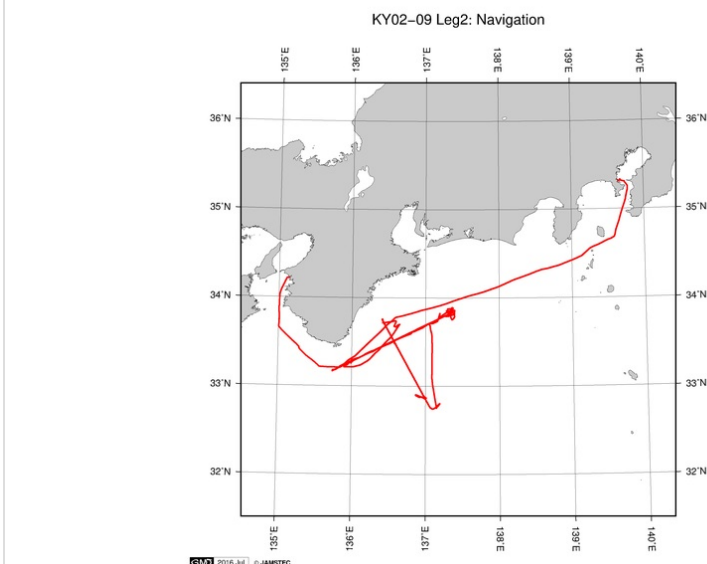 KY02−09 Leg2: Navigation
135˚E 136˚E 137˚E 138˚E 139˚E 140˚E
36˚N 36˚N
35˚N 35˚N
34˚N 34˚N
33˚N 33˚N
32˚N 32˚N
135˚E 136˚E 137˚E 138˚E 139˚E 140˚E
GMD 2016 Jul © JAMSTEC